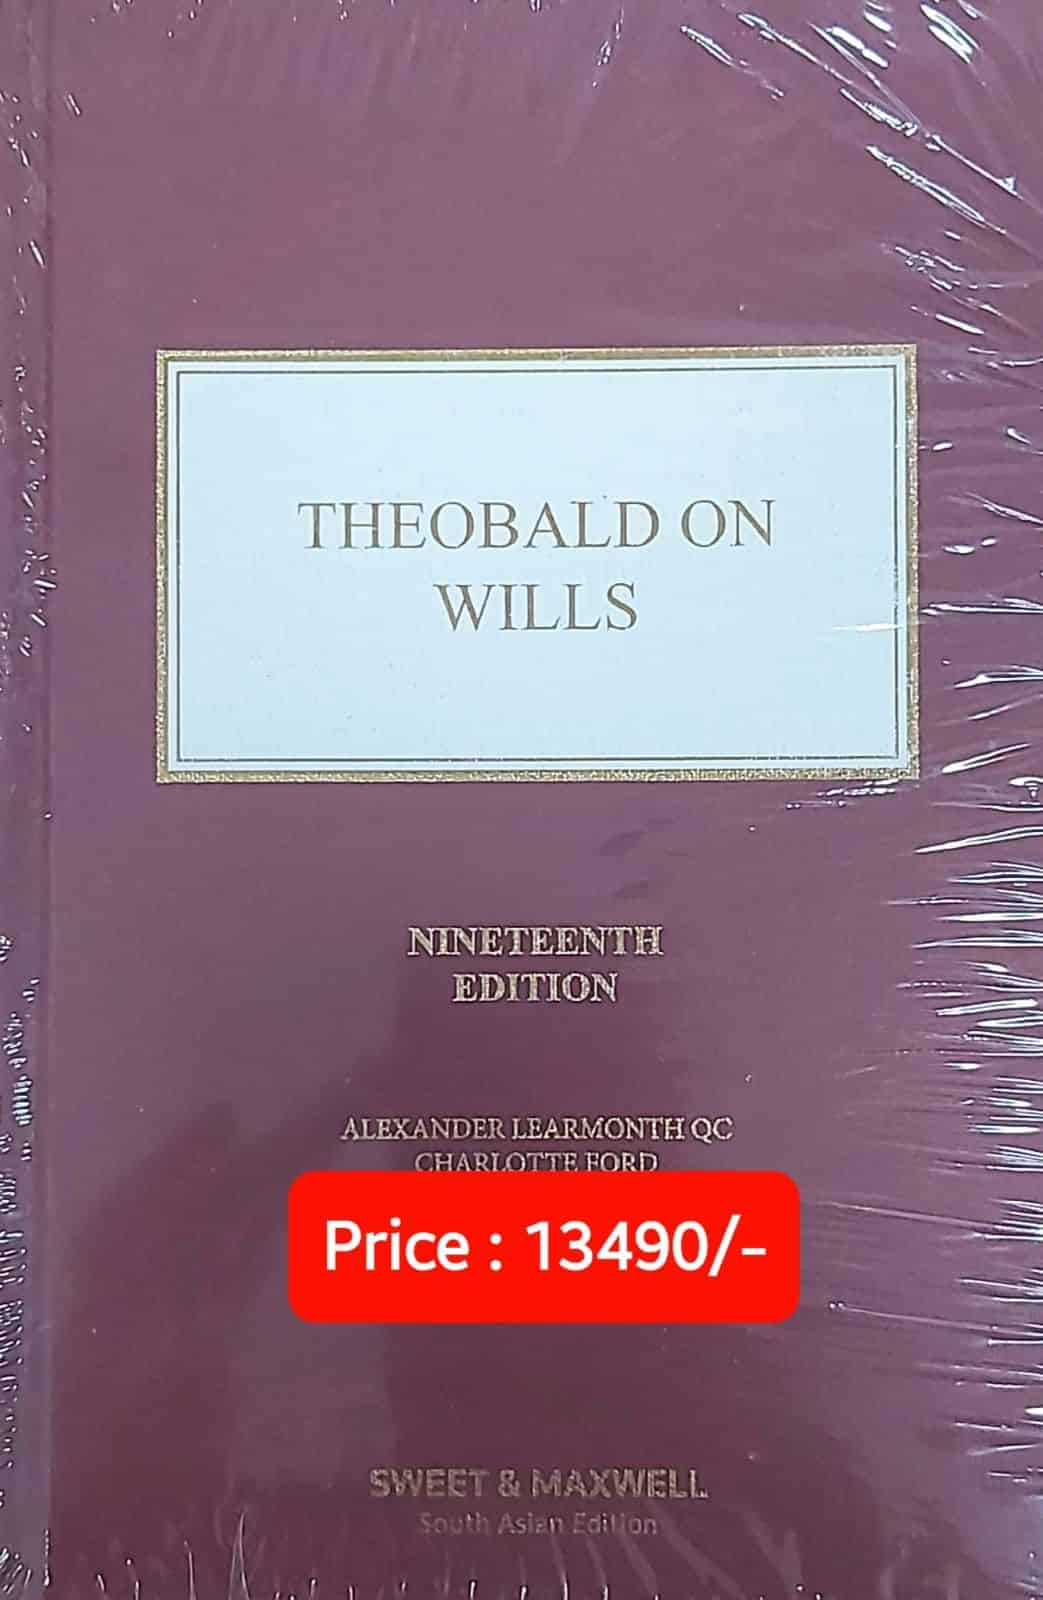 THEOBALD ON
WILLS
NINETEENTH
EDITION
ALEXANDER LEARMONTH QC
CHARLOTTE FORD
Price : 13490/-
SWEET & MAXWELL
South Asian Edition